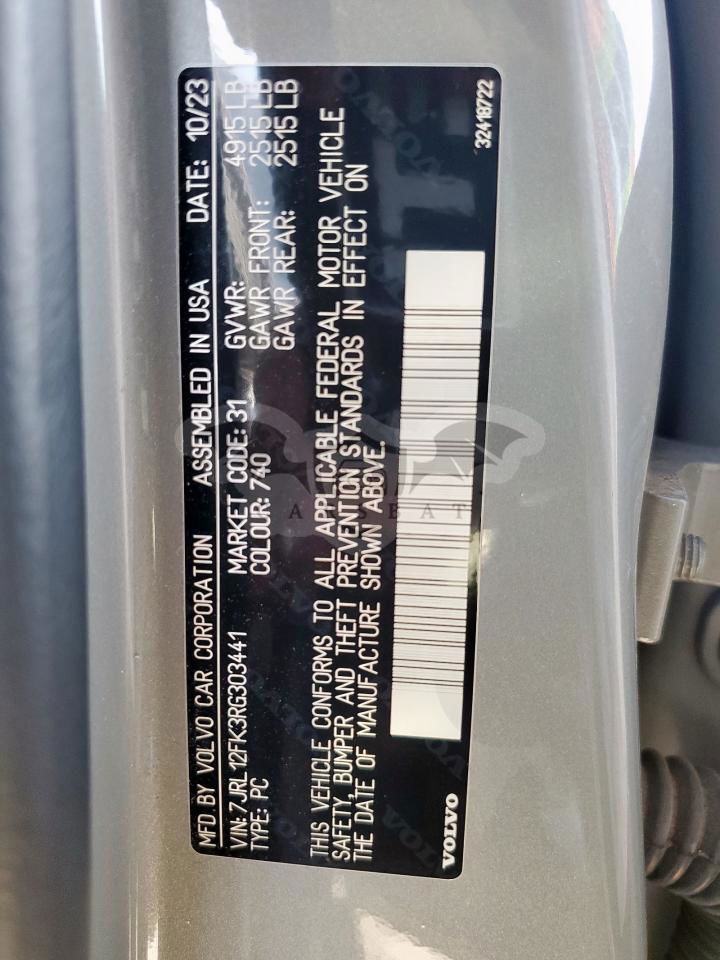 MFD.BY VOLVO CAR CORPORATION ASSEMBLED IN USA DATE: 10/23
VIN:7JRL12FK3RG303441 MARKET CODE: 31 GVWR: 4915 LB
TYPE: PC COLOUR: 740 GAWR FRONT: 2515 LB
GAWR REAR: 2515 LB
THIS VEHICLE CONFORMS TO ALL APPLICABLE FEDERAL MOTOR VEHICLE
SAFETY, BUMPER AND THEFT PREVENTION STANDARDS IN EFFECT ON
THE DATE OF MANUFACTURE SHOWN ABOVE.
VOLVO
32418722